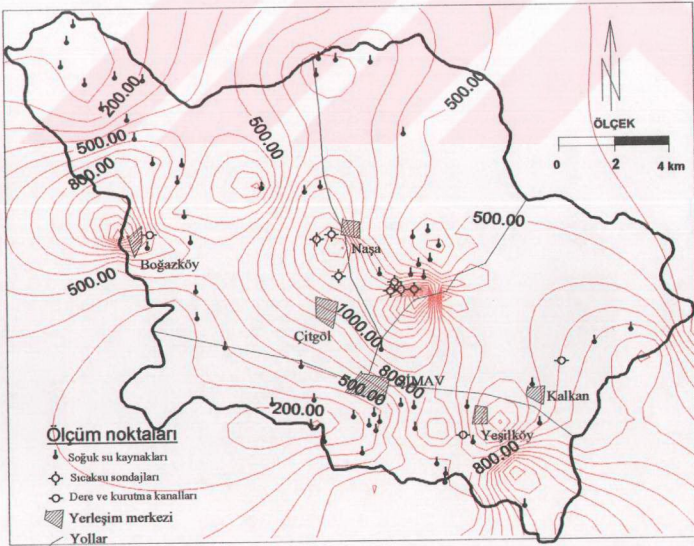 200.00
500.00
800.00
500.00
500.00
N
ÖLÇEK
0 2 4 km
500.00
Naşa
Boğazköy
500.00
Çitgöl
1000.00
800.00
500.00
SİMAV
200.00
Kalkan
Yeşilköy
800.00
Ölçüm noktaları
Soğuk su kaynakları
Sıcaksu sondajları
Dere ve kurutma kanalları
Yerleşim merkezi
Yollar